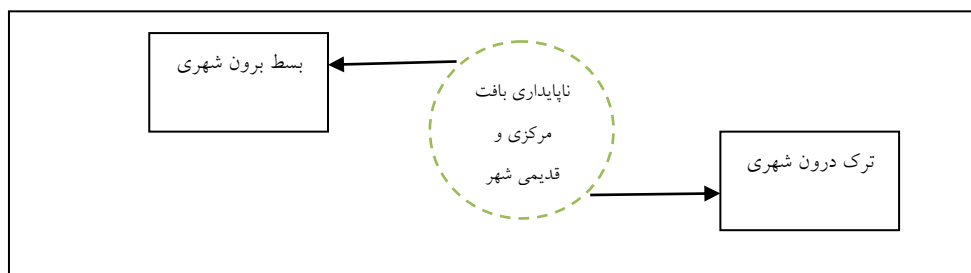 بسط برون شهری
ناپایداری بافت
مرکزی و
قدیمی شهر
ترک درون شهری